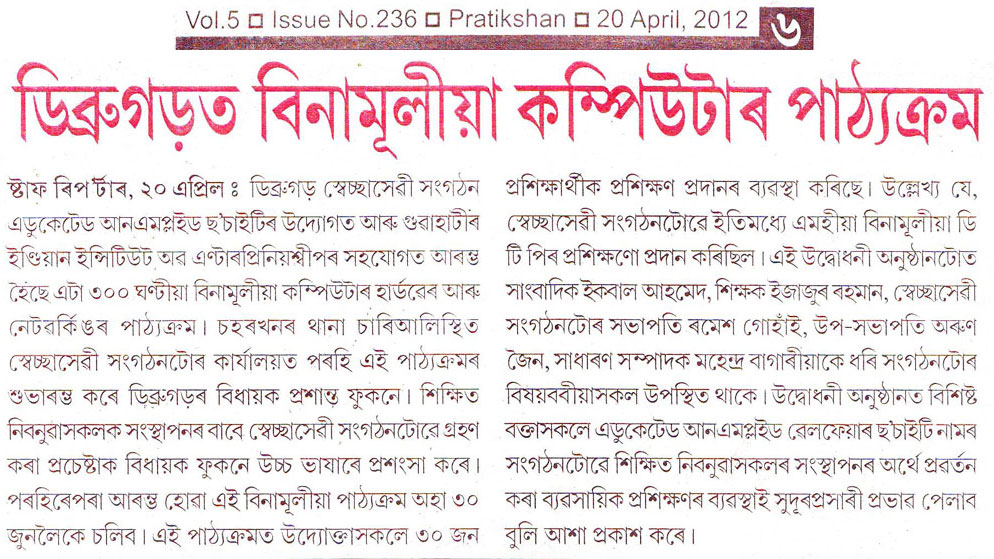 Vol.5 □ Issue No.236 □ Pratikshan □ 20 April, 2012 ৬
ডিব্ৰুগড়ত বিনামূলীয়া কম্পিউটাৰ পাঠ্যক্ৰম
ষ্টাফ ৰিপৰ্টাৰ, ২০ এপ্ৰিল ঃ ডিব্ৰুগড় স্বেচ্ছাসেৱী সংগঠন
এডুকেটেড আনএমপ্লইড ছ'চাইটিৰ উদ্যোগত আৰু গুৱাহাটীৰ
ইণ্ডিয়ান ইন্সিটিউট অৱ এণ্টাৰপ্ৰিনিয়শ্বীপৰ সহযোগত আৰম্ভ
হৈছে এটা ৩০০ ঘণ্টীয়া বিনামূলীয়া কম্পিউটাৰ হাৰ্ডৱেৰ আৰু
নেটৱৰ্কিঙৰ পাঠ্যক্ৰম। চহৰখনৰ থানা চাৰিআলিস্থিত
স্বেচ্ছাসেৱী সংগঠনটোৰ কাৰ্যালয়ত পৰহি এই পাঠ্যক্ৰমৰ
শুভাৰম্ভ কৰে ডিব্ৰুগড়ৰ বিধায়ক প্ৰশান্ত ফুকনে। শিক্ষিত
নিবনুৱাসকলক সংস্থাপনৰ বাবে স্বেচ্ছাসেৱী সংগঠনটোৱে গ্ৰহণ
কৰা প্ৰচেষ্টাক বিধায়ক ফুকনে উচ্চ ভাষাৰে প্ৰশংসা কৰে।
পৰহিৰেপৰা আৰম্ভ হোৱা এই বিনামূলীয়া পাঠ্যক্ৰম অহা ৩০
জুনলৈকে চলিব। এই পাঠ্যক্ৰমত উদ্যোক্তাসকলে ৩০ জন
প্ৰশিক্ষাৰ্থীক প্ৰশিক্ষণ প্ৰদানৰ ব্যৱস্থা কৰিছে। উল্লেখ্য যে,
স্বেচ্ছাসেৱী সংগঠনটোৱে ইতিমধ্যে এমহীয়া বিনামূলীয়া ডি
টি পিৰ প্ৰশিক্ষণো প্ৰদান কৰিছিল। এই উদ্বোধনী অনুষ্ঠানটোত
সাংবাদিক ইকবাল আহমেদ, শিক্ষক ইজাজুৰ ৰহমান, স্বেচ্ছাসেৱী
সংগঠনটোৰ সভাপতি ৰমেশ গোহাঁই, উপ-সভাপতি অৰুণ
জৈন, সাধাৰণ সম্পাদক মহেন্দ্ৰ বাগাৰীয়াকে ধৰি সংগঠনটোৰ
বিষয়ববীয়াসকল উপস্থিত থাকে। উদ্বোধনী অনুষ্ঠানত বিশিষ্ট
বক্তাসকলে এডুকেটেড আনএমপ্লইড ৱেলফেয়াৰ ছ'চাইটি নামৰ
সংগঠনটোৱে শিক্ষিত নিবনুৱাসকলৰ সংস্থাপনৰ অৰ্থে প্ৰৱৰ্তন
কৰা ব্যৱসায়িক প্ৰশিক্ষণৰ ব্যৱস্থাই সুদূৰপ্ৰসাৰী প্ৰভাৱ পেলাব
বুলি আশা প্ৰকাশ কৰে।